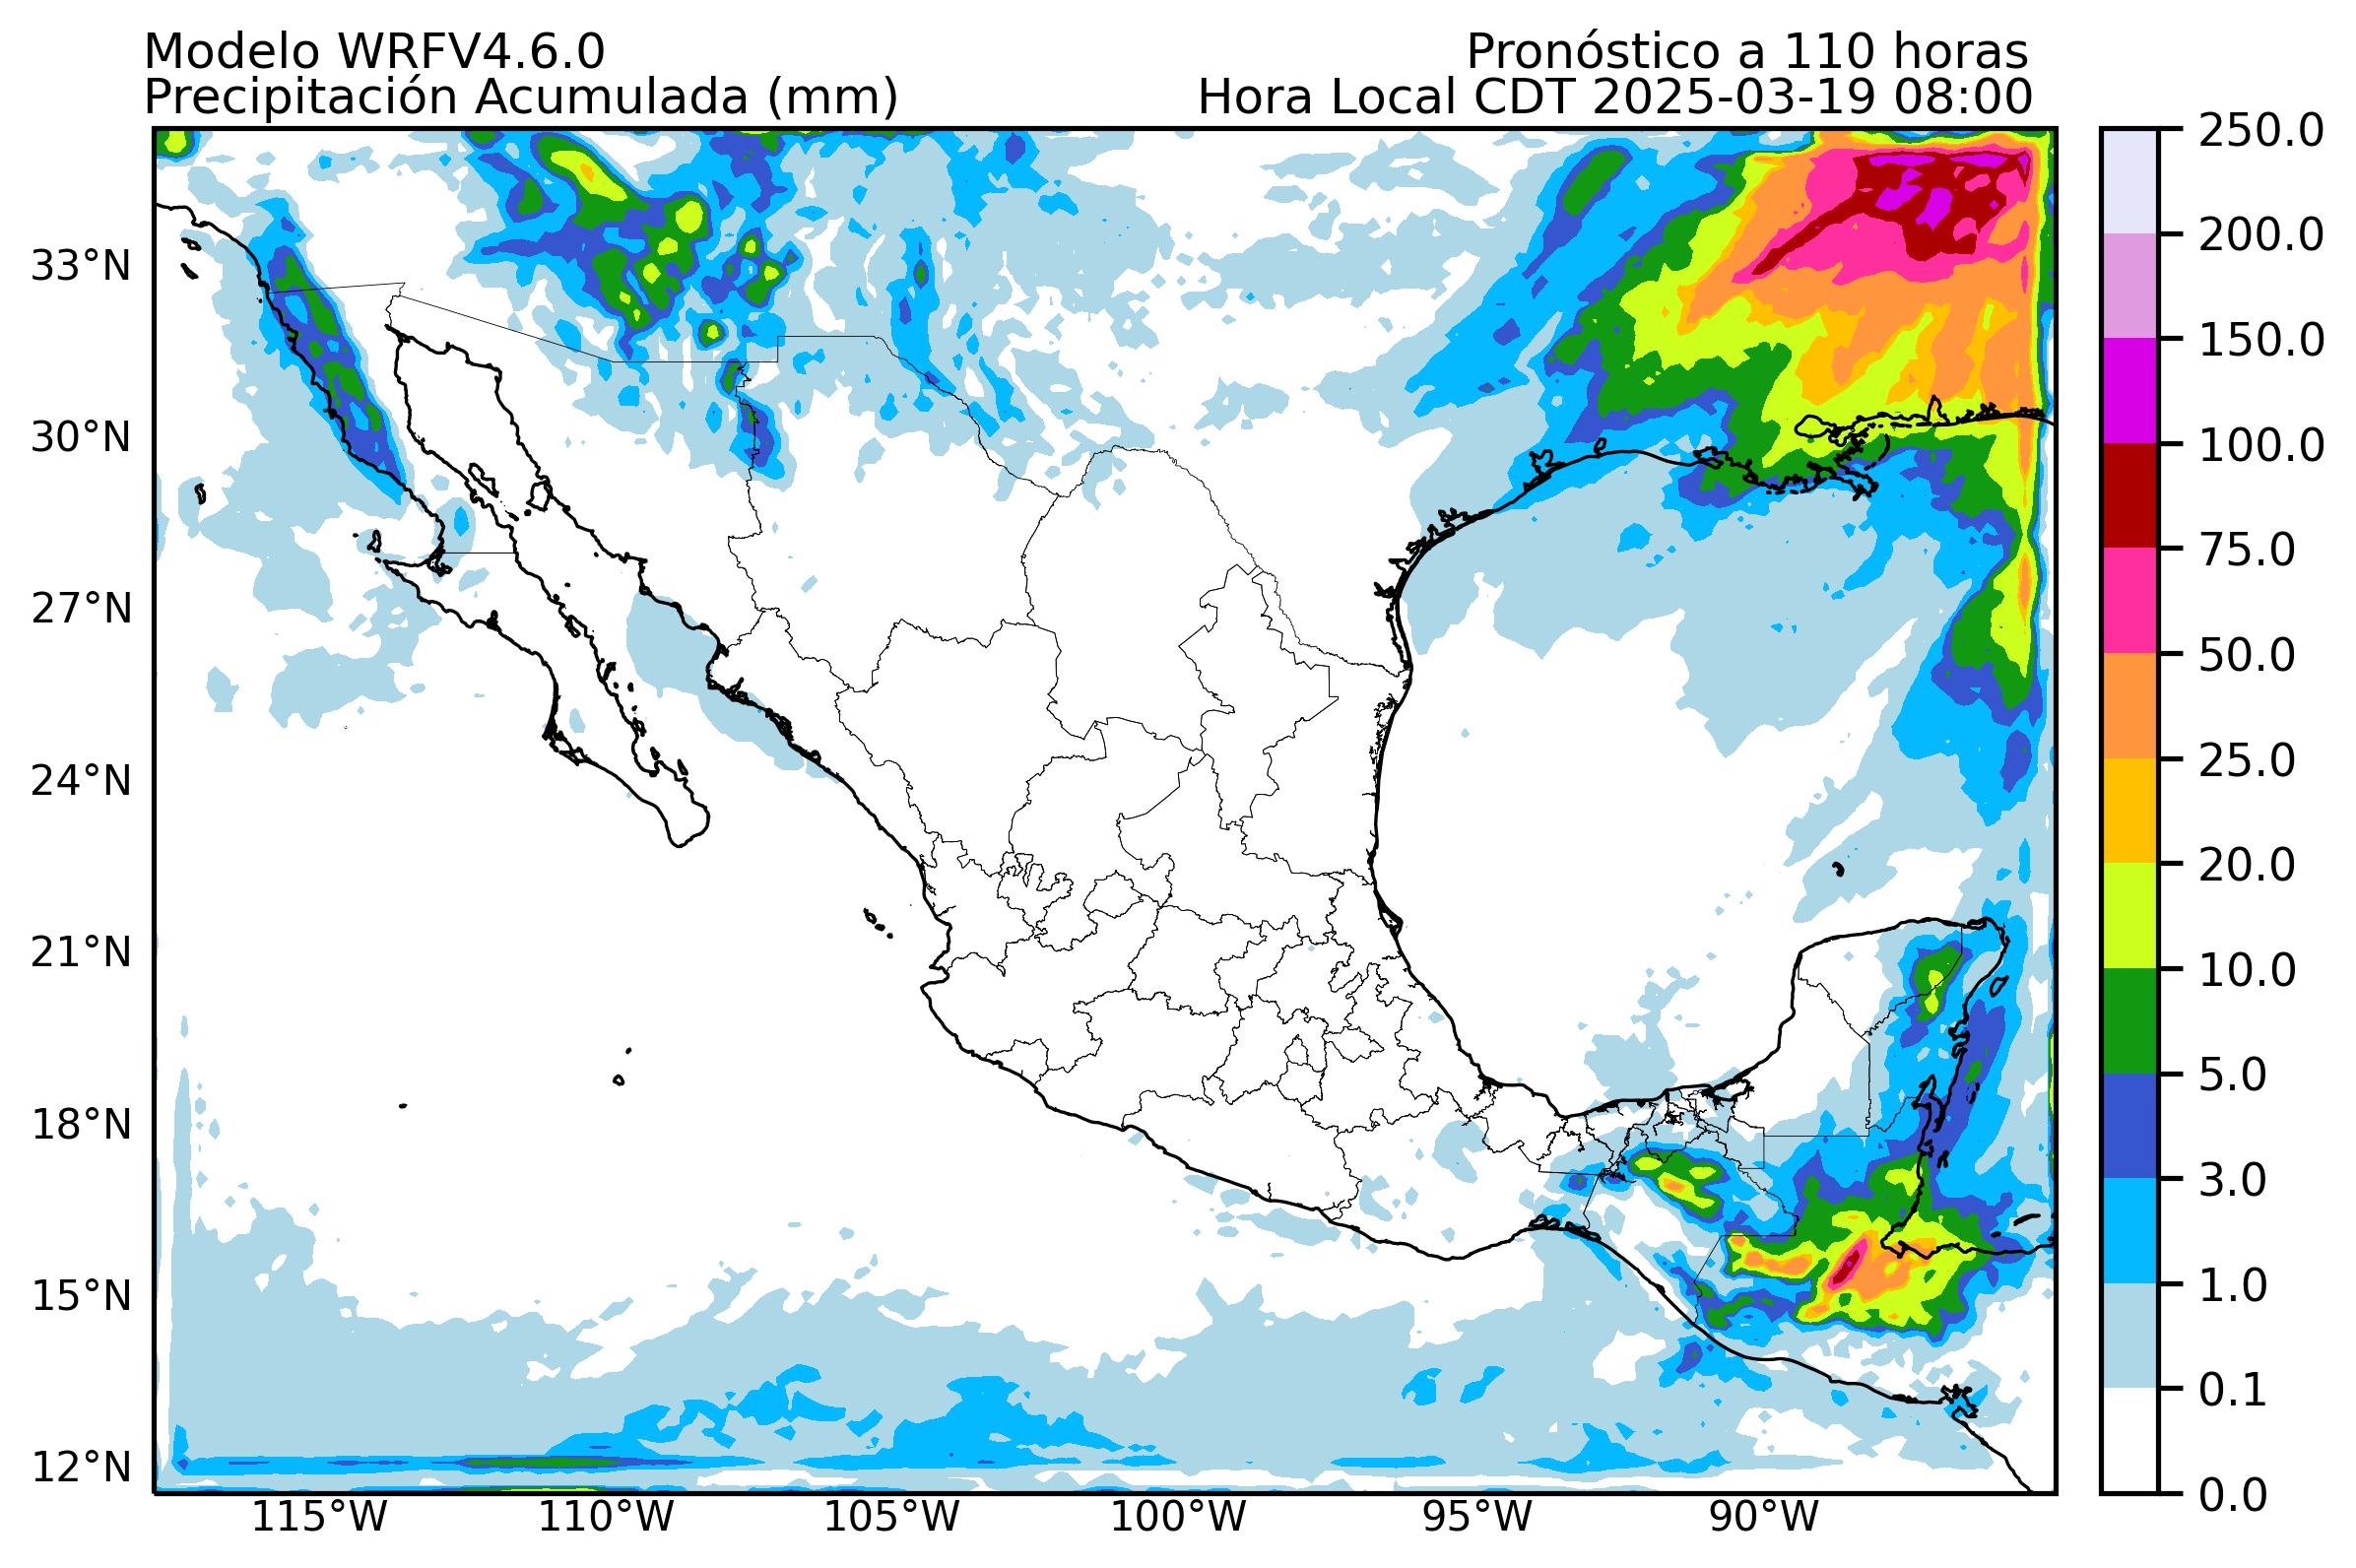 Modelo WRFV4.6.0
Pronóstico a 110 horas
Precipitación Acumulada (mm)
Hora Local CDT 2025-03-19 08:00
33°N
30°N
27°N
24°N
21°N
18°N
15°N
12°N
115°W
110°W
105°W
100°W
95°W
90°W
250.0
200.0
150.0
100.0
75.0
50.0
25.0
20.0
10.0
5.0
3.0
1.0
0.1
0.0